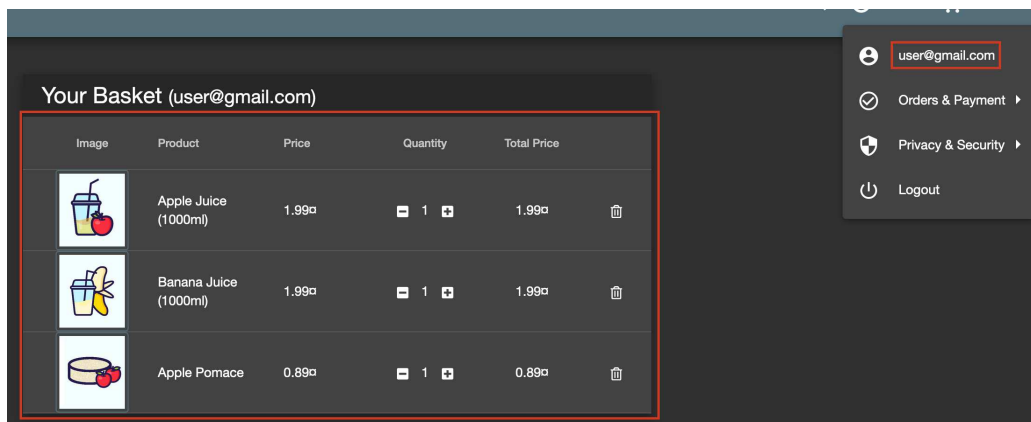 user@gmail.com
Orders & Payment
Privacy & Security
Logout
Your Basket (user@gmail.com)
Image Product Price Quantity Total Price
Apple Juice
(1000ml) 1.99¤ 1 1.99¤
Banana Juice
(1000ml) 1.99¤ 1 1.99¤
Apple Pomace 0.89¤ 1 0.89¤